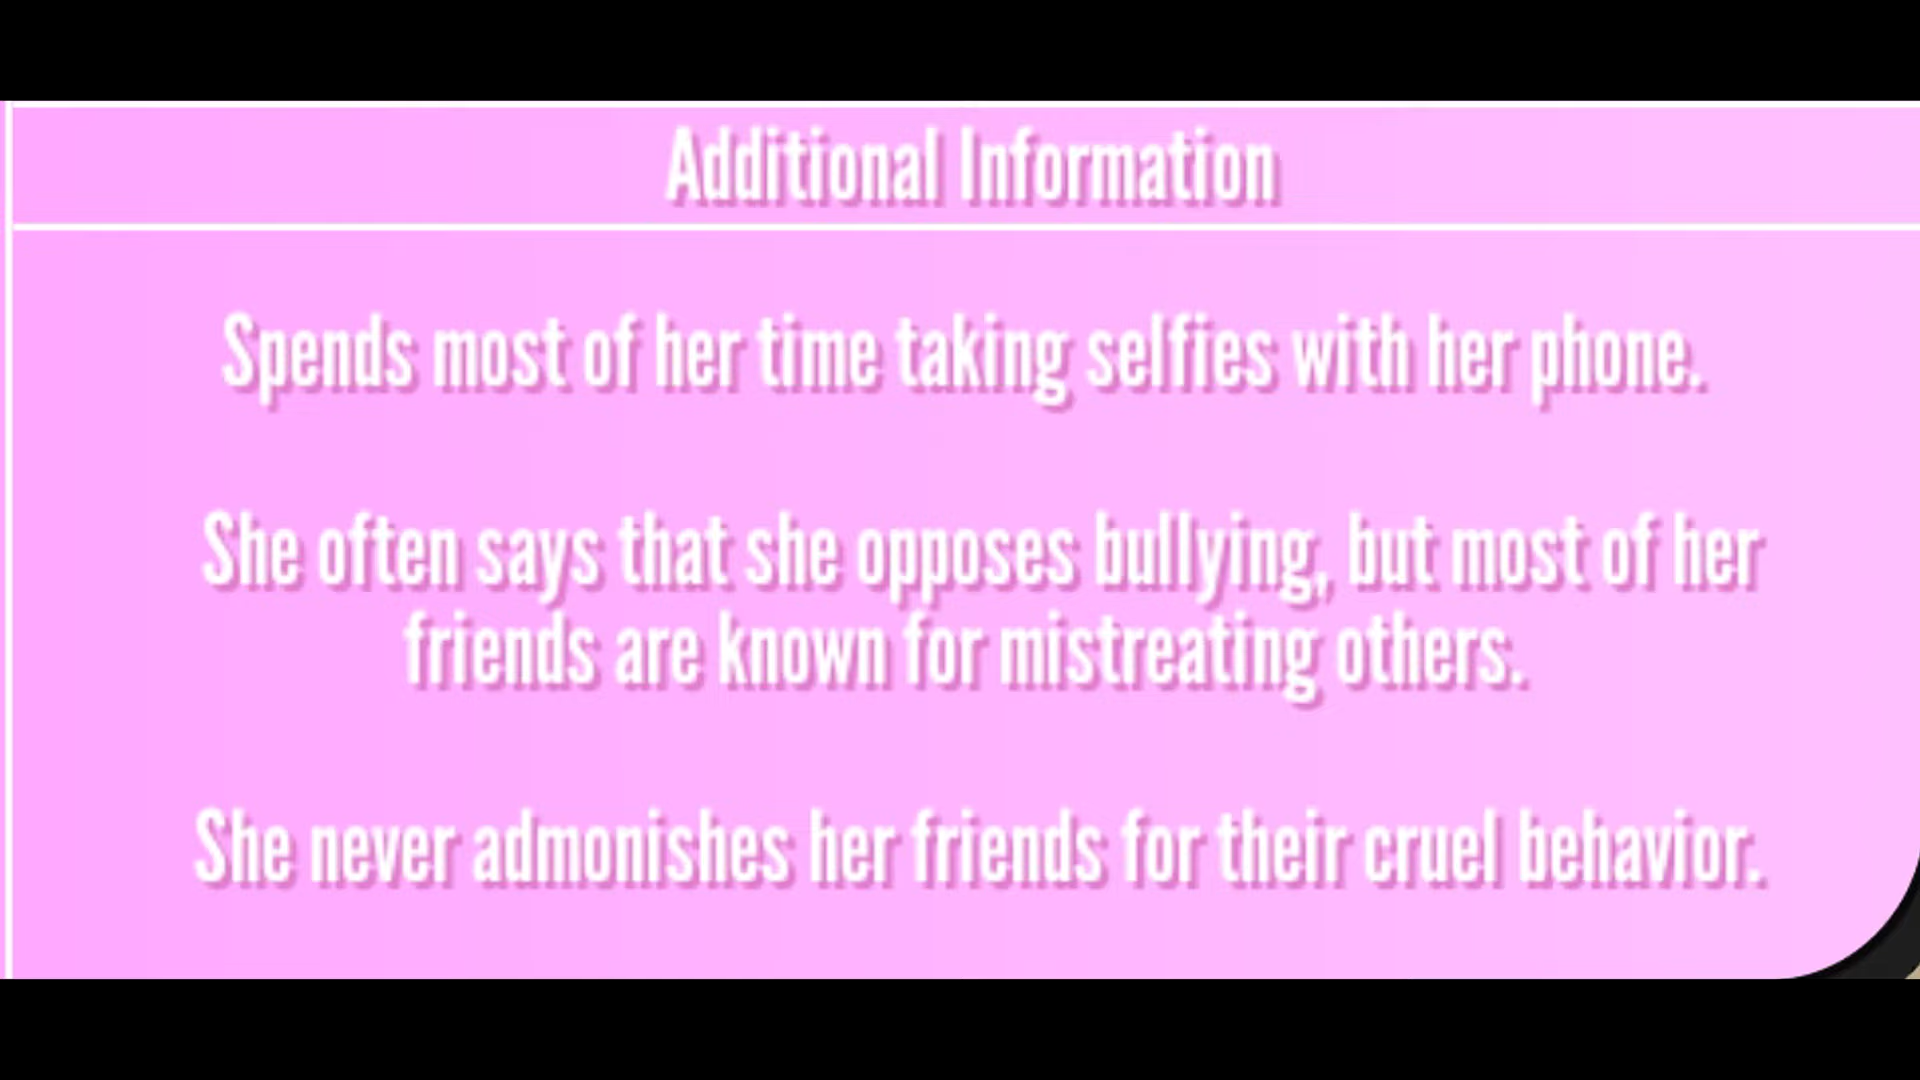 Additional Information
Spends most of her time taking selfies with her phone.
She often says that she opposes bullying, but most of her
friends are known for mistreating others.
She never admonishes her friends for their cruel behavior.